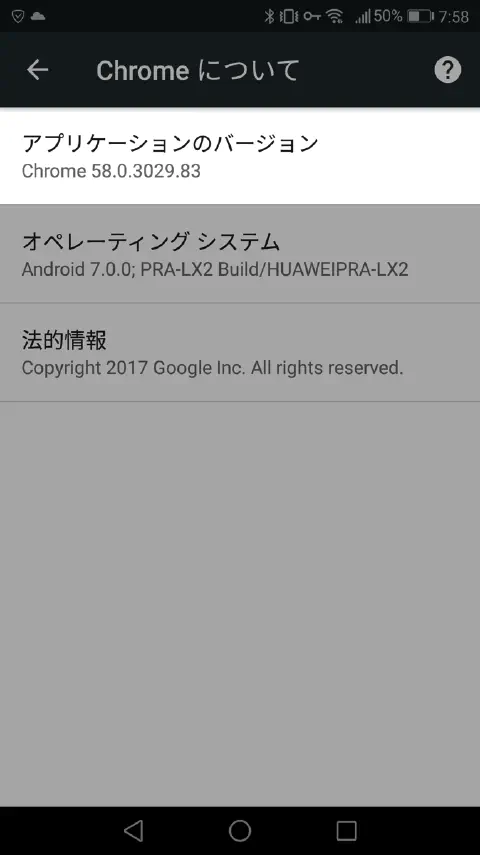 50% 7:58
Chrome について
アプリケーションのバージョン
Chrome 58.0.3029.83
オペレーティング システム
Android 7.0.0; PRA-LX2 Build/HUAWEIPRA-LX2
法的情報
Copyright 2017 Google Inc. All rights reserved.